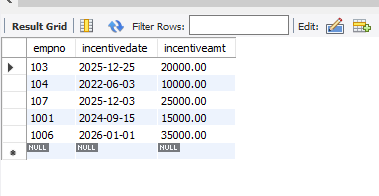 Result Grid Filter Rows: Edit:
empno incentivedate incentiveamt
103 2025-12-25 20000.00
104 2022-06-03 10000.00
107 2025-12-03 25000.00
1001 2024-09-15 15000.00
1006 2026-01-01 35000.00
NULL NULL NULL